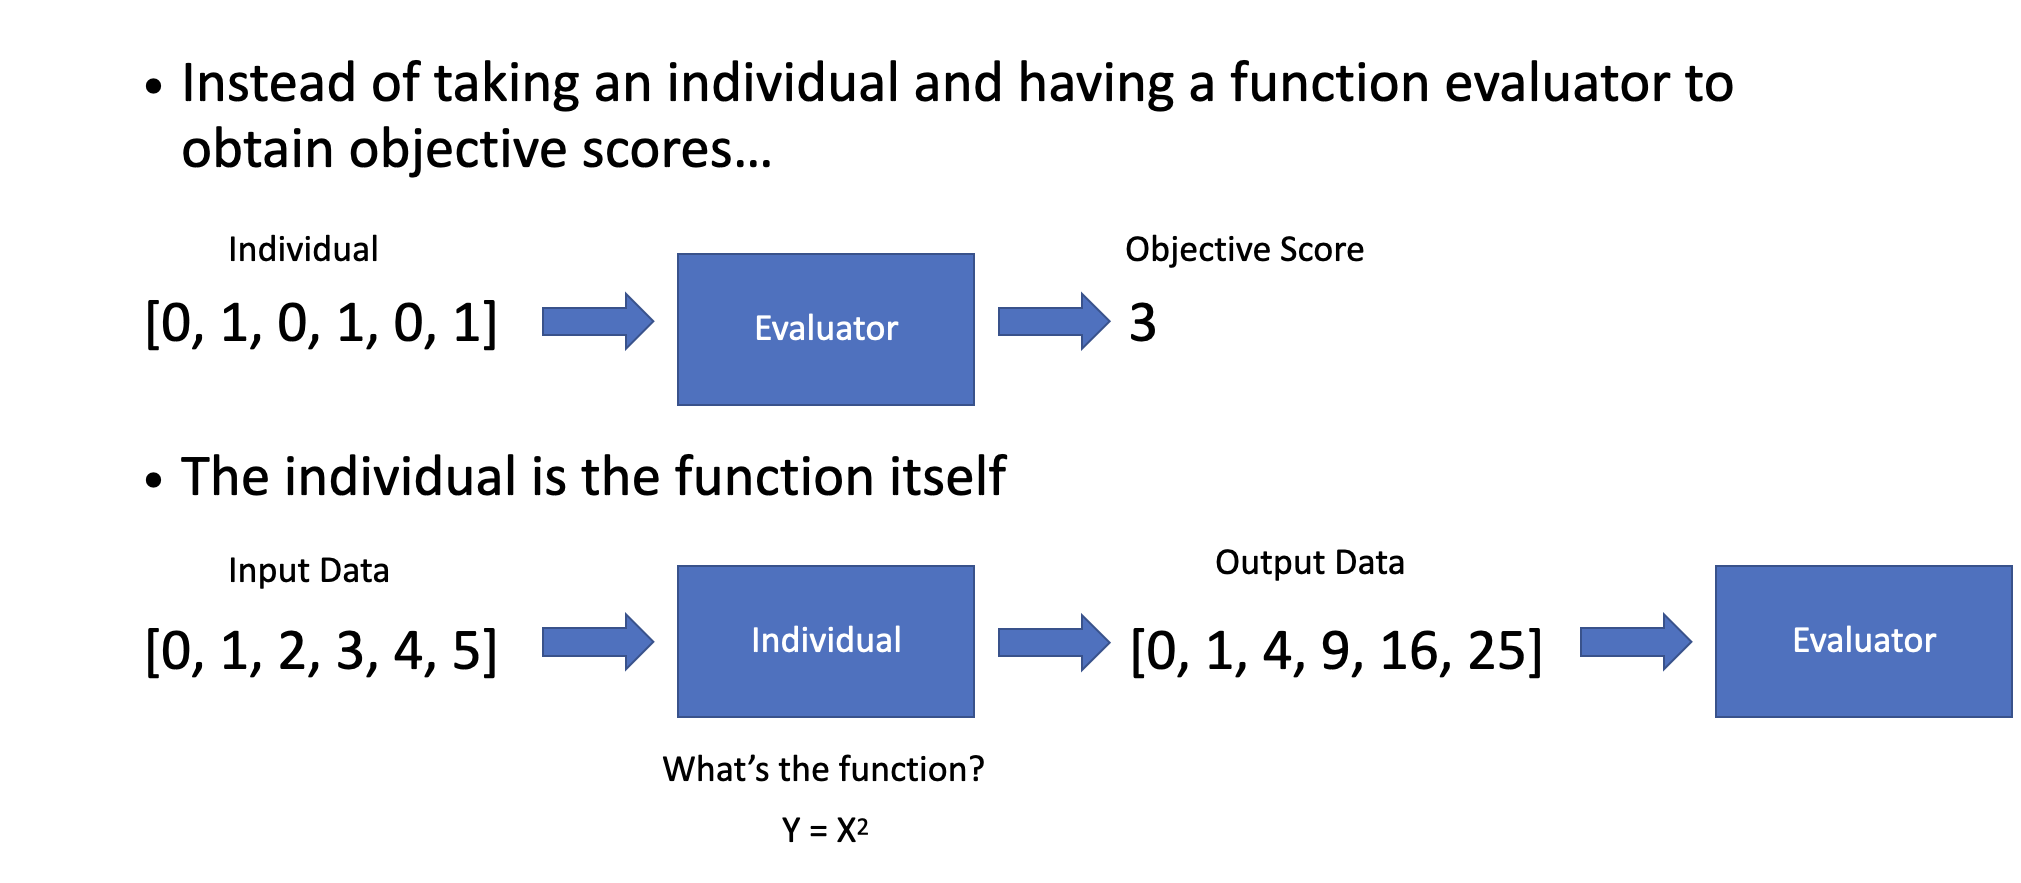 • Instead of taking an individual and having a function evaluator to
obtain objective scores...
Individual
Objective Score
[0, 1, 0, 1, 0, 1]
Evaluator
3
• The individual is the function itself
Input Data
Output Data
[0, 1, 2, 3, 4, 5]
Individual
[0, 1, 4, 9, 16, 25]
Evaluator
What’s the function?
Y = X²